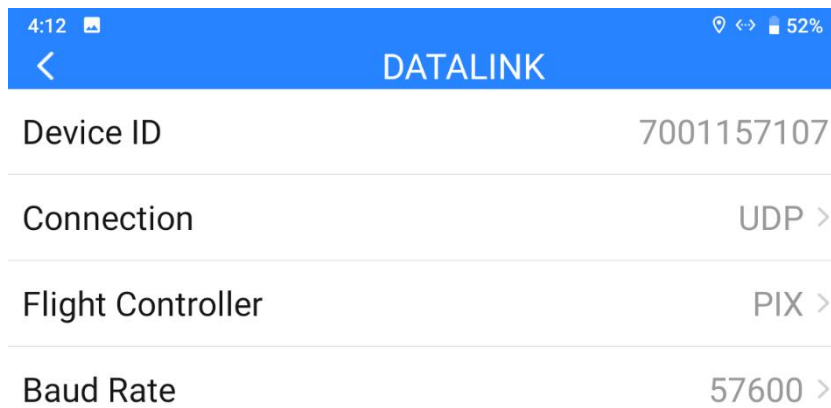 4:12 52%
DATALINK
Device ID 7001157107
Connection UDP
Flight Controller PIX
Baud Rate 57600